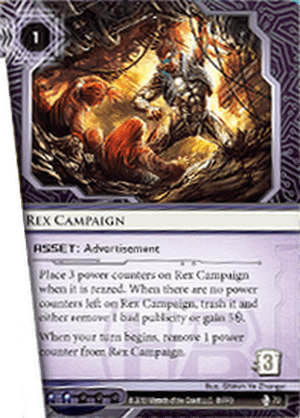 1
REX CAMPAIGN
ASSET: Advertisement
Place 3 power counters on Rex Campaign
when it is rezzed. When there are no power
counters left on Rex Campaign, trash it and
either remove 1 bad publicity or gain 5
When your turn begins, remove 1 power
counter from Rex Campaign.
3
Illus.